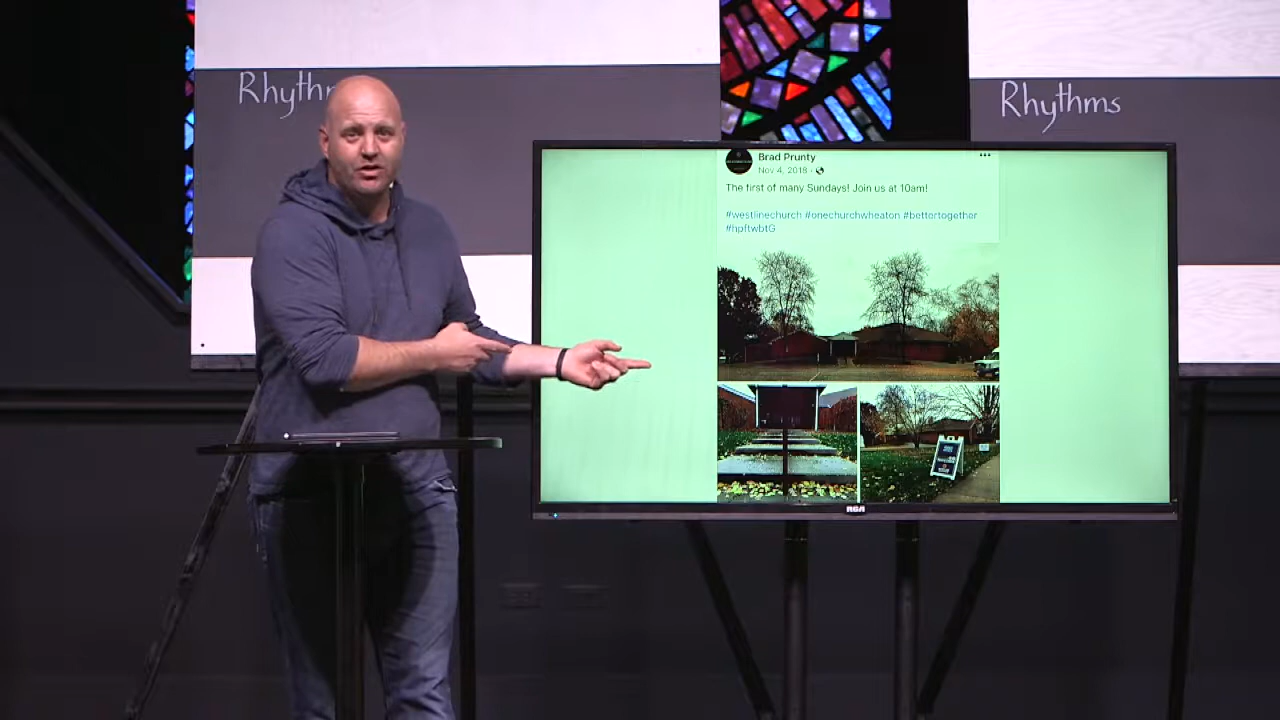 Rhythms
Rhythms
Brad Prunty
Nov 4, 2018
The first of many Sundays! Join us at 10am!
#westlinechurch #onechurchwheaton #bettertogether
#hpftwbtG
RCA